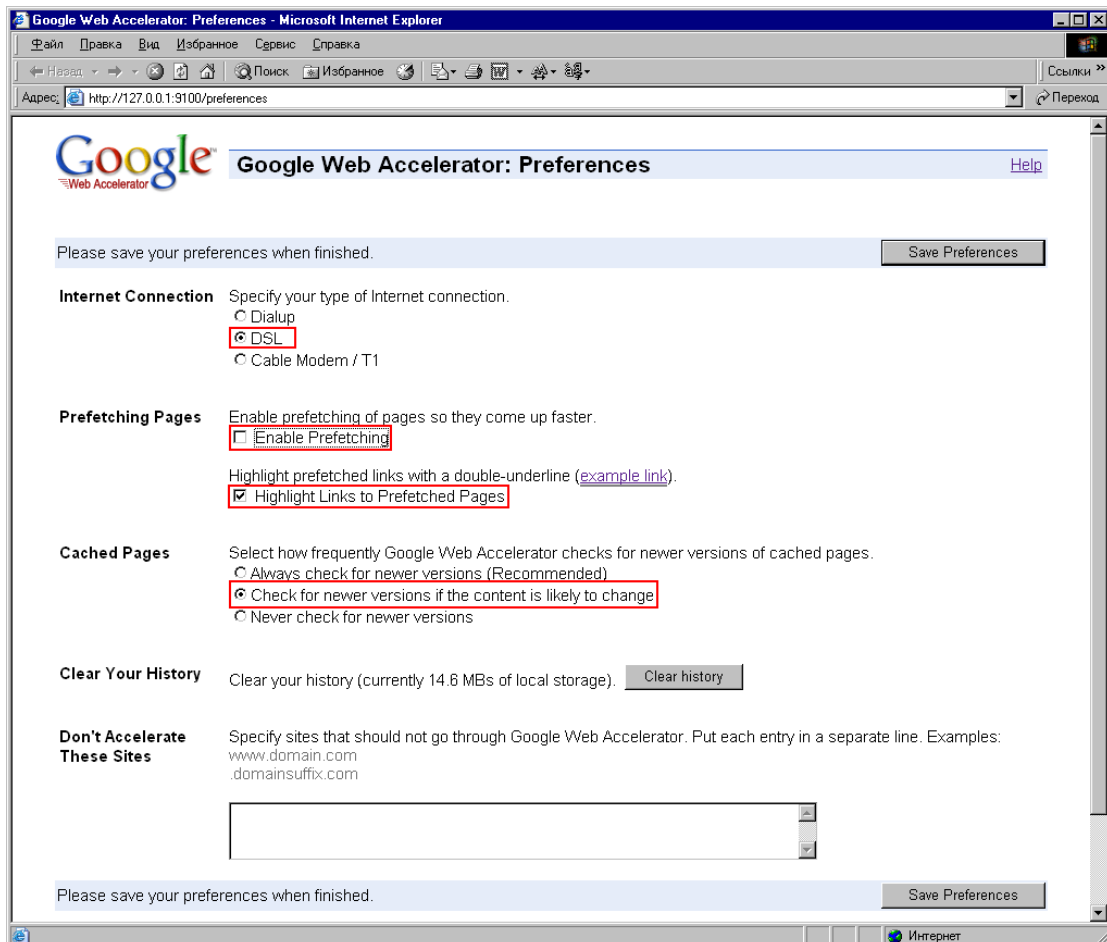 Google Web Accelerator: Preferences - Microsoft Internet Explorer
Файл Правка Вид Избранное Сервис Справка
Назад Поиск Избранное Ссылки »
Адрес: http://127.0.0.1:9100/preferences Переход
Google™
Web Accelerator
Google Web Accelerator: Preferences Help
Please save your preferences when finished. Save Preferences
Internet Connection Specify your type of Internet connection.
Dialup
DSL
Cable Modem / T1
Prefetching Pages Enable prefetching of pages so they come up faster.
Enable Prefetching
Highlight prefetched links with a double-underline (example link).
Highlight Links to Prefetched Pages
Cached Pages Select how frequently Google Web Accelerator checks for newer versions of cached pages.
Always check for newer versions (Recommended)
Check for newer versions if the content is likely to change
Never check for newer versions
Clear Your History Clear your history (currently 14.6 MBs of local storage). Clear history
Don't Accelerate Specify sites that should not go through Google Web Accelerator. Put each entry in a separate line. Examples:
These Sites www.domain.com
.domainsuffix.com
Please save your preferences when finished. Save Preferences
Интернет